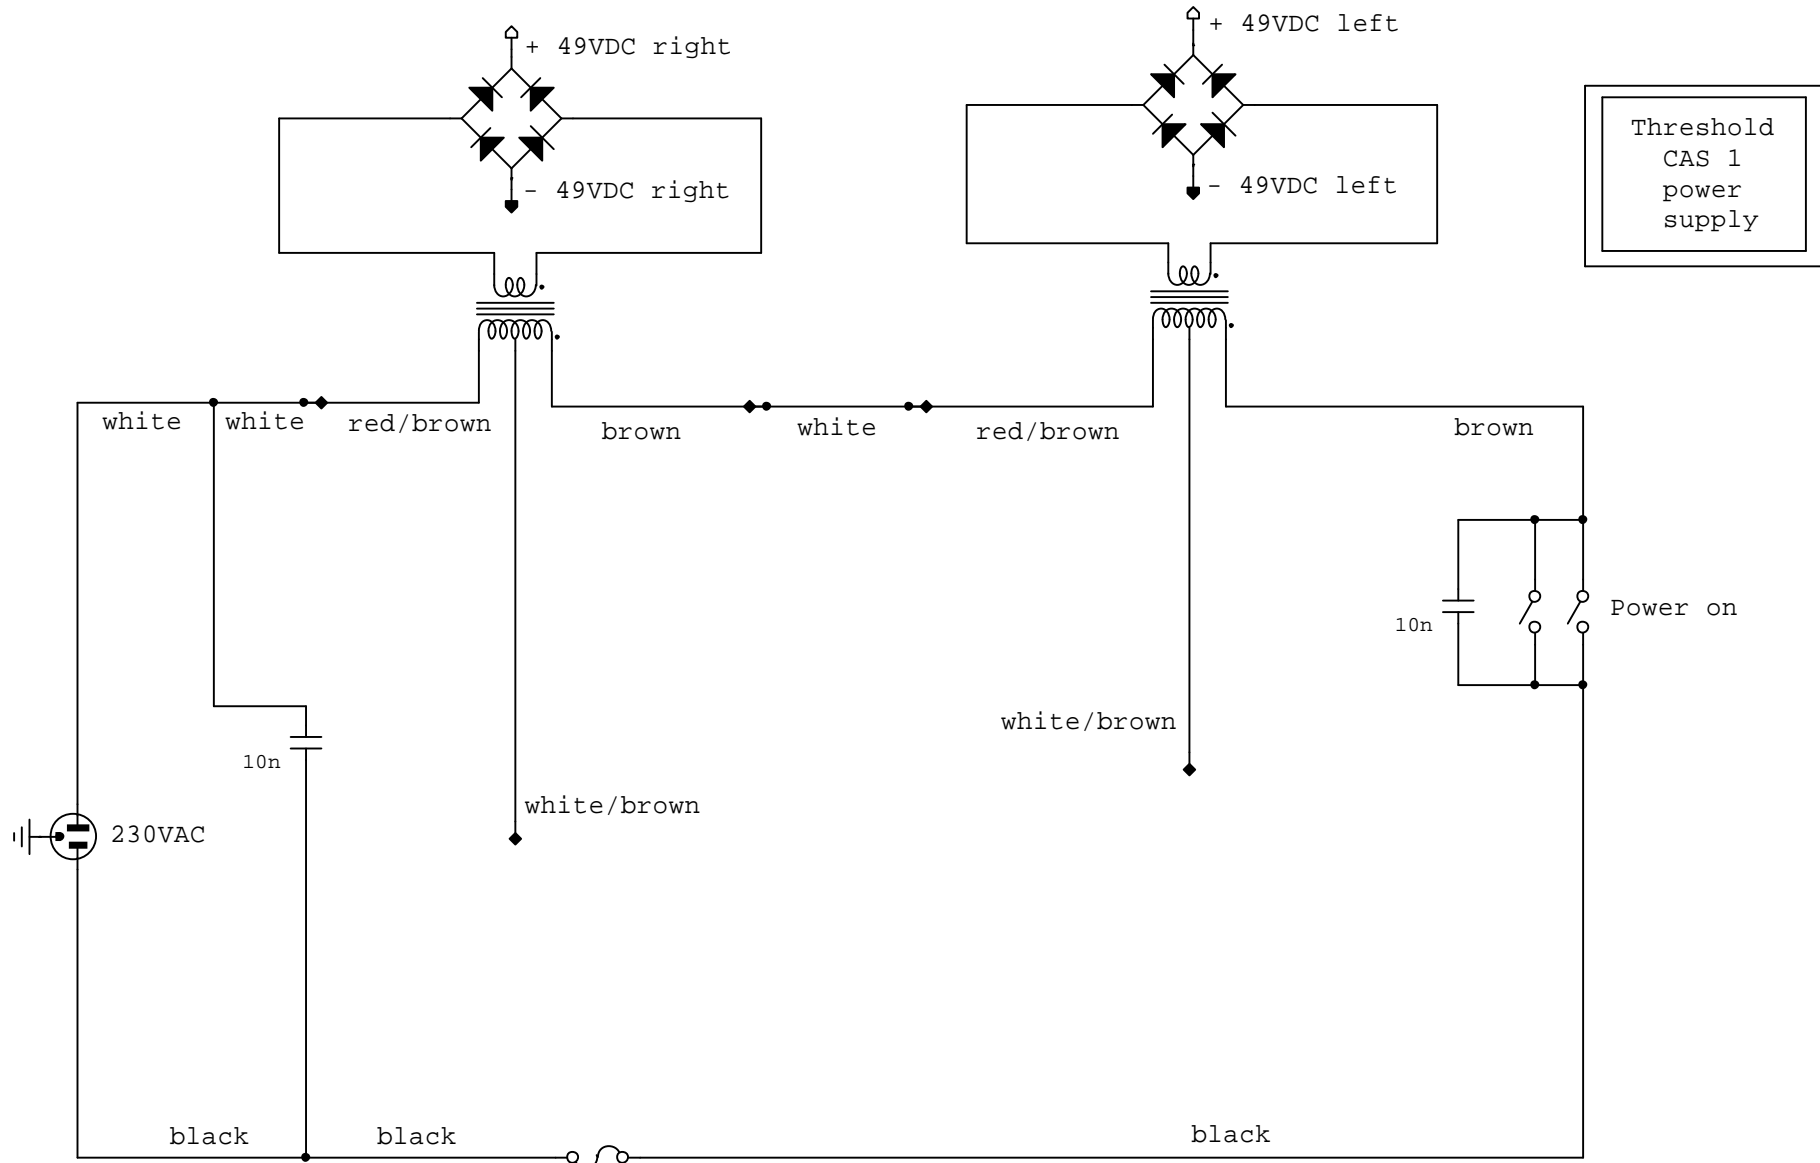 + 49VDC right
+ 49VDC left
Threshold
CAS 1
power
supply
- 49VDC right
- 49VDC left
white
white
red/brown
brown
white
red/brown
brown
10n
Power on
white/brown
10n
white/brown
230VAC
black
black
black